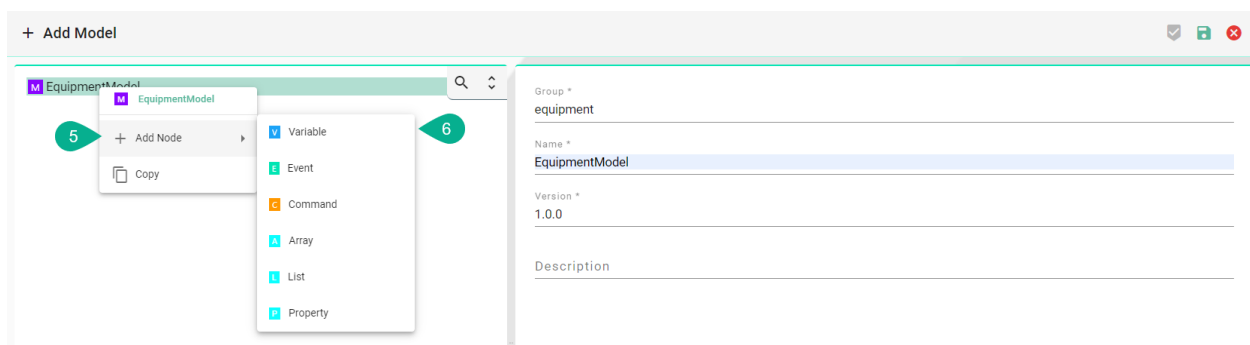 + Add Model
M EquipmentModel
M EquipmentModel
5
+ Add Node
Copy
6
V Variable
E Event
C Command
A Array
L List
P Property
Group *
equipment
Name *
EquipmentModel
Version *
1.0.0
Description